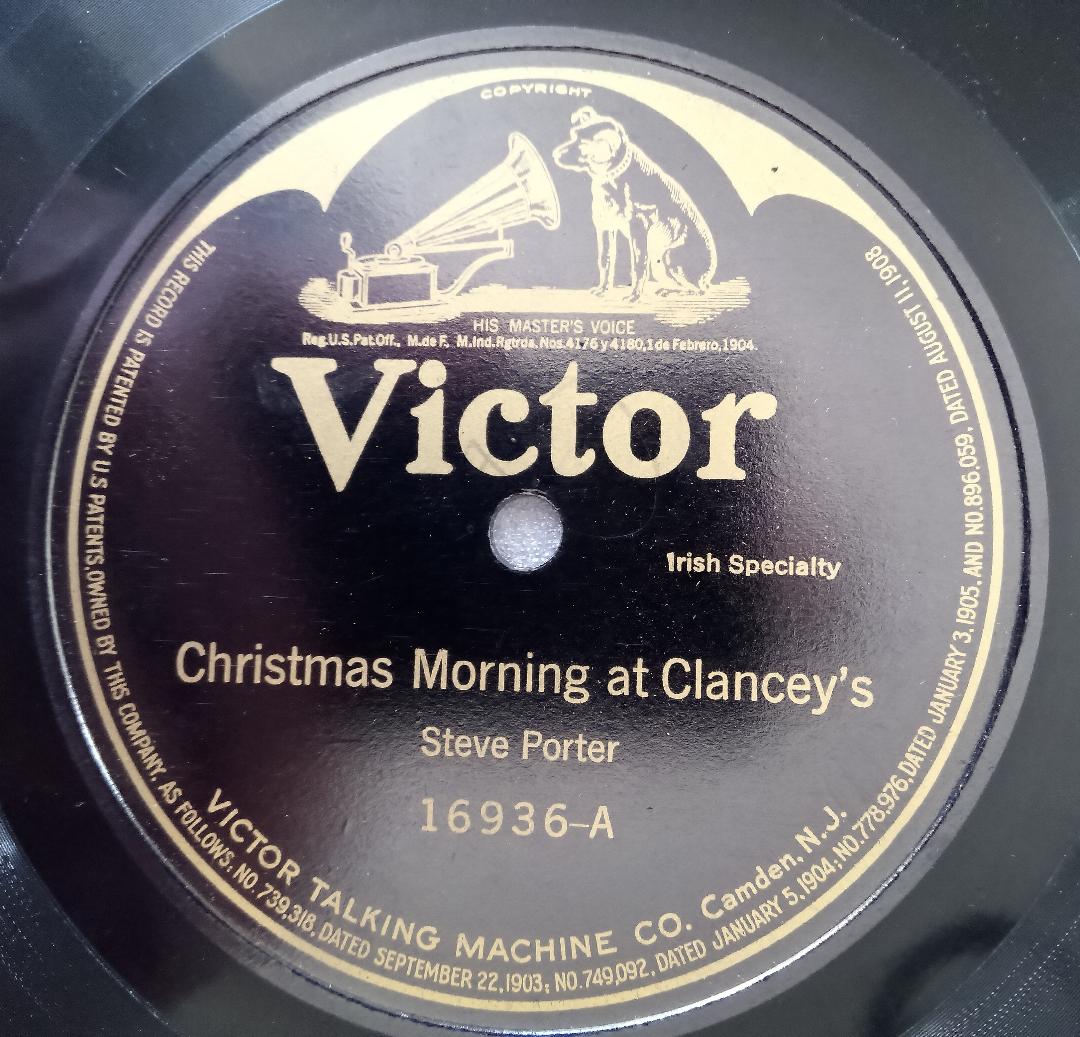 COPYRIGHT
HIS MASTER'S VOICE
Reg.U.S.Pat.Off., M.de F., M.Ind.Rgtrda.Nos.4176 y 4180,1 de Febrero,1904.
Victor
Irish Specialty
Christmas Morning at Clancey's
Steve Porter
16936-A
VICTOR TALKING MACHINE CO. Camden, N.J.
THIS RECORD IS PATENTED BY U.S PATENTS, OWNED BY THIS COMPANY, AS FOLLOWS: NO. 739,318, DATED SEPTEMBER 22,1903; NO.749,092, DATED JANUARY 5,1904; NO.778,976, DATED JANUARY 3,1905. AND NO.896,059, DATED AUGUST 11,1908